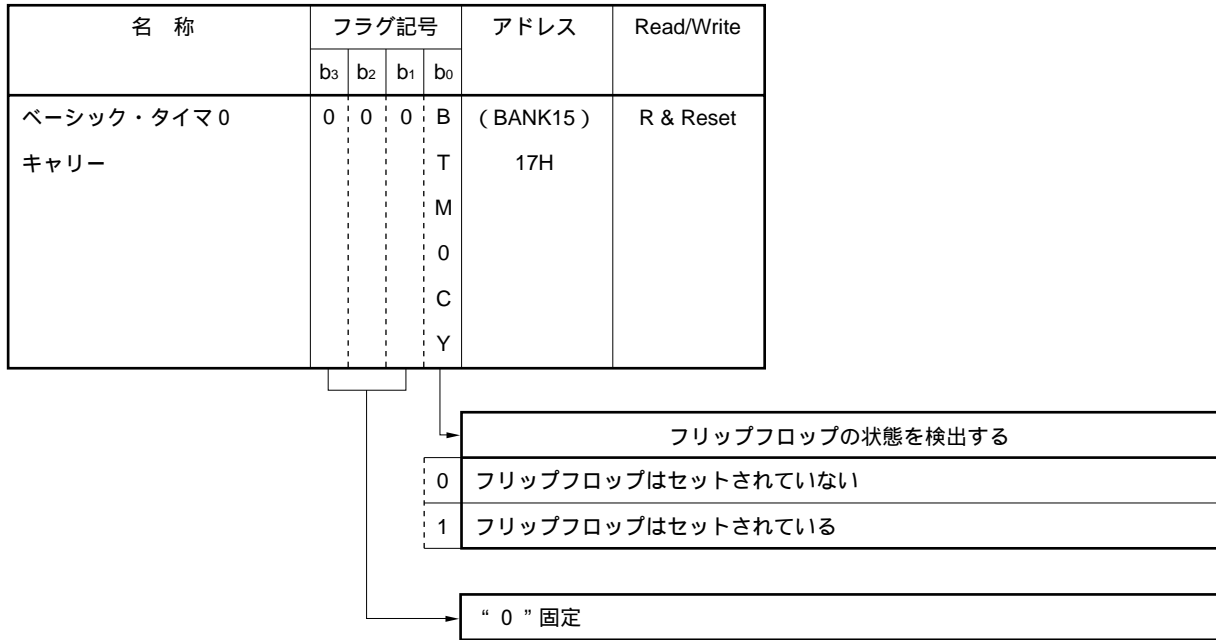 名 称 フラグ記号 アドレス Read/Write
b3 b2 b1 b0
ベーシック・タイマ0 0 0 0 B (BANK15) R & Reset
キャリー T 17H
M
0
C
Y
フリップフロップの状態を検出する
0 フリップフロップはセットされていない
1 フリップフロップはセットされている
“0”固定